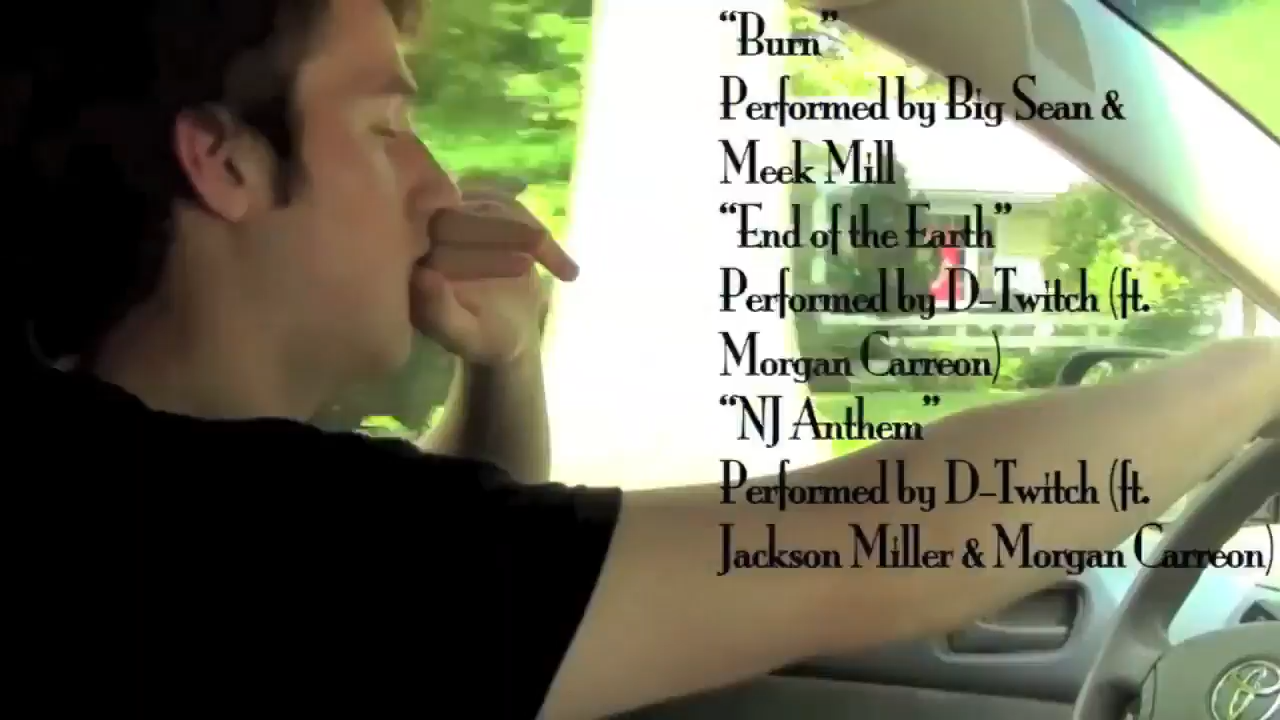 “Burn”
Performed by Big Sean &
Meek Mill
“End of the Earth”
Performed by D-Twitch (ft.
Morgan Carreon)
“NJ Anthem”
Performed by D-Twitch (ft.
Jackson Miller & Morgan Carreon)